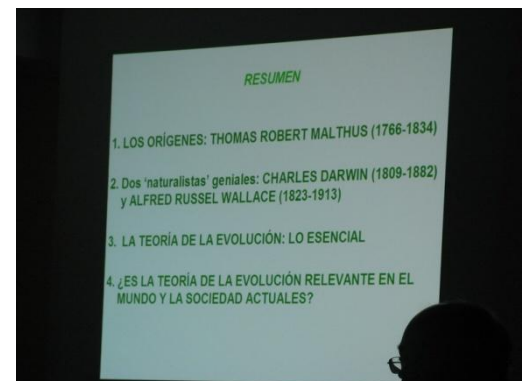 RESUMEN
1. LOS ORÍGENES: THOMAS ROBERT MALTHUS (1766-1834)
2. Dos 'naturalistas' geniales: CHARLES DARWIN (1809-1882)
y ALFRED RUSSEL WALLACE (1823-1913)
3. LA TEORÍA DE LA EVOLUCIÓN: LO ESENCIAL
4. ¿ES LA TEORÍA DE LA EVOLUCIÓN RELEVANTE EN EL
MUNDO Y LA SOCIEDAD ACTUALES?